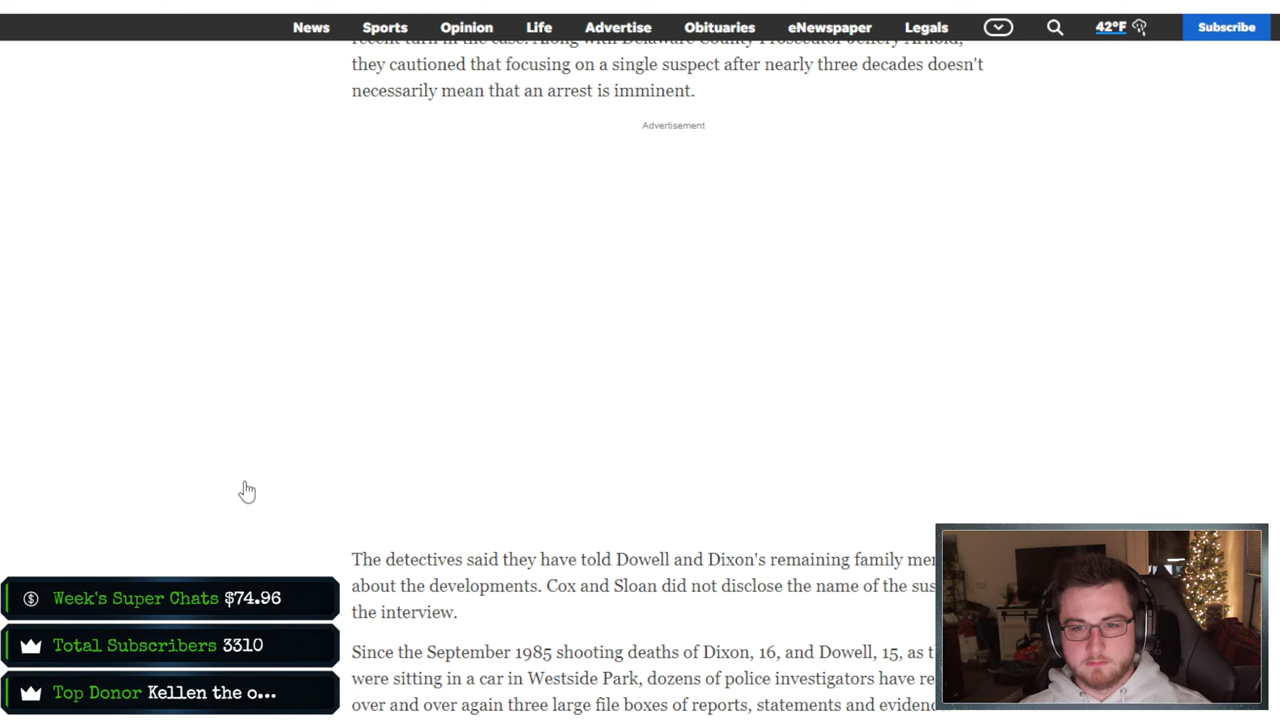 News Sports Opinion Life Advertise Obituaries eNewspaper Legals 42°F Subscribe
recent turn in the case. Along with Delaware County Prosecutor Jeffery Arnold,
they cautioned that focusing on a single suspect after nearly three decades doesn't
necessarily mean that an arrest is imminent.
Advertisement
The detectives said they have told Dowell and Dixon's remaining family me
about the developments. Cox and Sloan did not disclose the name of the sus
the interview.
Since the September 1985 shooting deaths of Dixon, 16, and Dowell, 15, as t
were sitting in a car in Westside Park, dozens of police investigators have re
over and over again three large file boxes of reports, statements and evidenc
Week's Super Chats $74.96
Total Subscribers 3310
Top Donor Kellen the o...